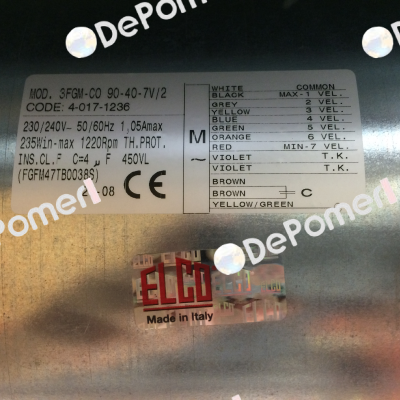 DePomer
MOD. 3FGM-CO 90-40-7V/2
CODE: 4-017-1236
230/240V- 50/60Hz 1,05Amax
235Win-max 1220Rpm TH.PROT.
INS.CL.F C=4 µF 450VL
(FGFM47TB0038S)
08 CE
M
~
WHITE COMMON
BLACK MAX-1 VEL.
GREY 2 VEL.
YELLOW 3 VEL.
BLUE 4 VEL.
GREEN 5 VEL.
ORANGE 6 VEL.
RED MIN-7 VEL.
VIOLET T.K.
VIOLET T.K.
BROWN
BROWN C
YELLOW/GREEN
DePomer
DePomer
ELCO
Made in Italy